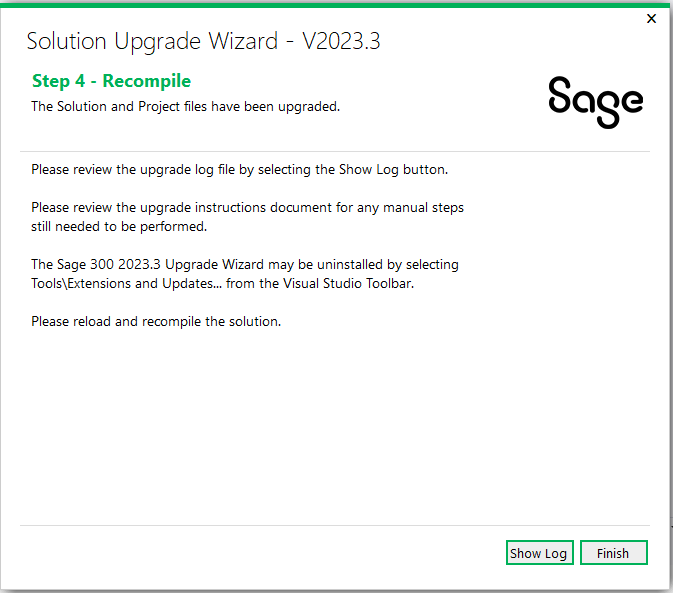 Solution Upgrade Wizard - V2023.3
Step 4 - Recompile
The Solution and Project files have been upgraded.
Sage
Please review the upgrade log file by selecting the Show Log button.
Please review the upgrade instructions document for any manual steps
still needed to be performed.
The Sage 300 2023.3 Upgrade Wizard may be uninstalled by selecting
Tools\Extensions and Updates... from the Visual Studio Toolbar.
Please reload and recompile the solution.
Show Log
Finish